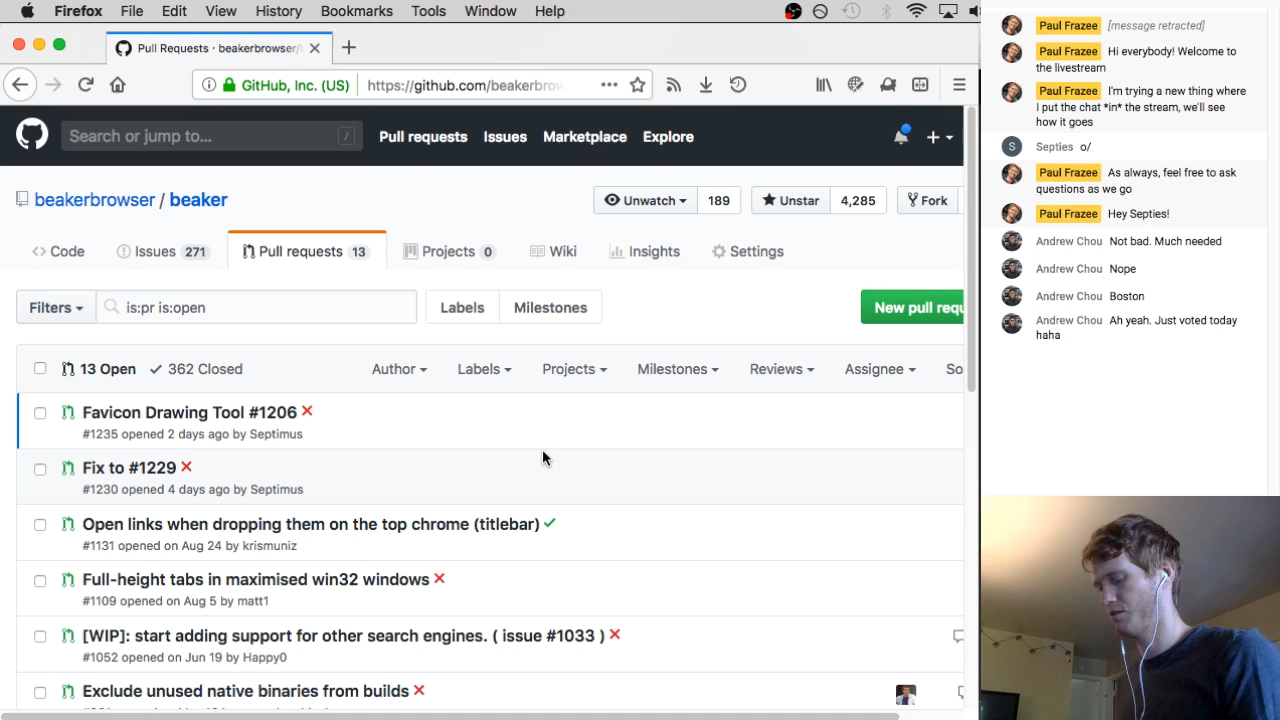 Firefox File Edit View History Bookmarks Tools Window Help
Pull Requests · beakerbrowser/
GitHub, Inc. (US) https://github.com/beakerbrow
Search or jump to... / Pull requests Issues Marketplace Explore
beakerbrowser / beaker Unwatch 189 Unstar 4,285 Fork
Code Issues 271 Pull requests 13 Projects 0 Wiki Insights Settings
Filters is:pr is:open Labels Milestones New pull requ
13 Open 362 Closed Author Labels Projects Milestones Reviews Assignee So
Favicon Drawing Tool #1206
#1235 opened 2 days ago by Septimus
Fix to #1229
#1230 opened 4 days ago by Septimus
Open links when dropping them on the top chrome (titlebar)
#1131 opened on Aug 24 by krismuniz
Full-height tabs in maximised win32 windows
#1109 opened on Aug 5 by matt1
[WIP]: start adding support for other search engines. ( issue #1033 )
#1052 opened on Jun 19 by Happy0
Exclude unused native binaries from builds
Paul Frazee [message retracted]
Paul Frazee Hi everybody! Welcome to
the livestream
Paul Frazee I'm trying a new thing where
I put the chat *in* the stream, we'll see
how it goes
S Septies o/
Paul Frazee As always, feel free to ask
questions as we go
Paul Frazee Hey Septies!
Andrew Chou Not bad. Much needed
Andrew Chou Nope
Andrew Chou Boston
Andrew Chou Ah yeah. Just voted today
haha